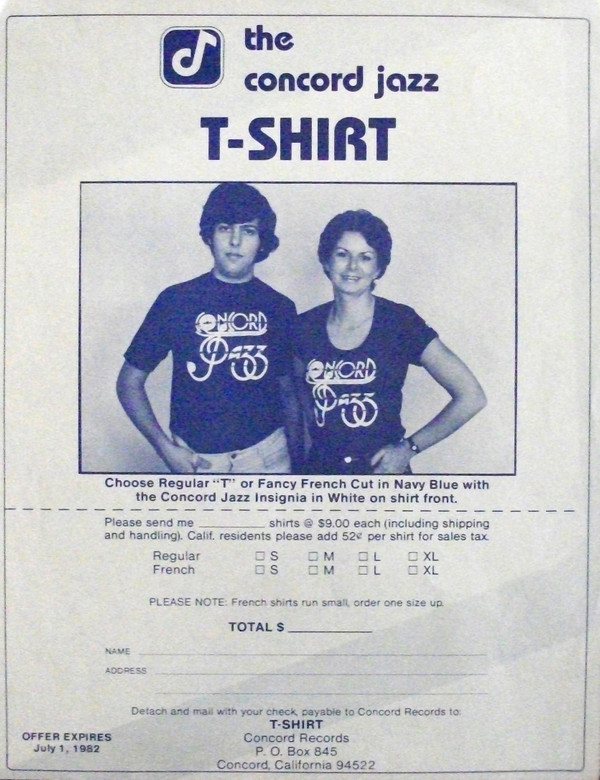 the
concord jazz
T-SHIRT
CONCORD
Jazz
CONCORD
Jazz
Choose Regular "T" or Fancy French Cut in Navy Blue with
the Concord Jazz Insignia in White on shirt front.
Please send me ____________ shirts @ $9.00 each (including shipping
and handling). Calif. residents please add 52¢ per shirt for sales tax.
Regular □ S □ M □ L □ XL
French □ S □ M □ L □ XL
PLEASE NOTE: French shirts run small, order one size up.
TOTAL $ ____________
NAME
ADDRESS
Detach and mail with your check, payable to Concord Records to:
T-SHIRT
Concord Records
P. O. Box 845
Concord, California 94522
OFFER EXPIRES
July 1, 1982